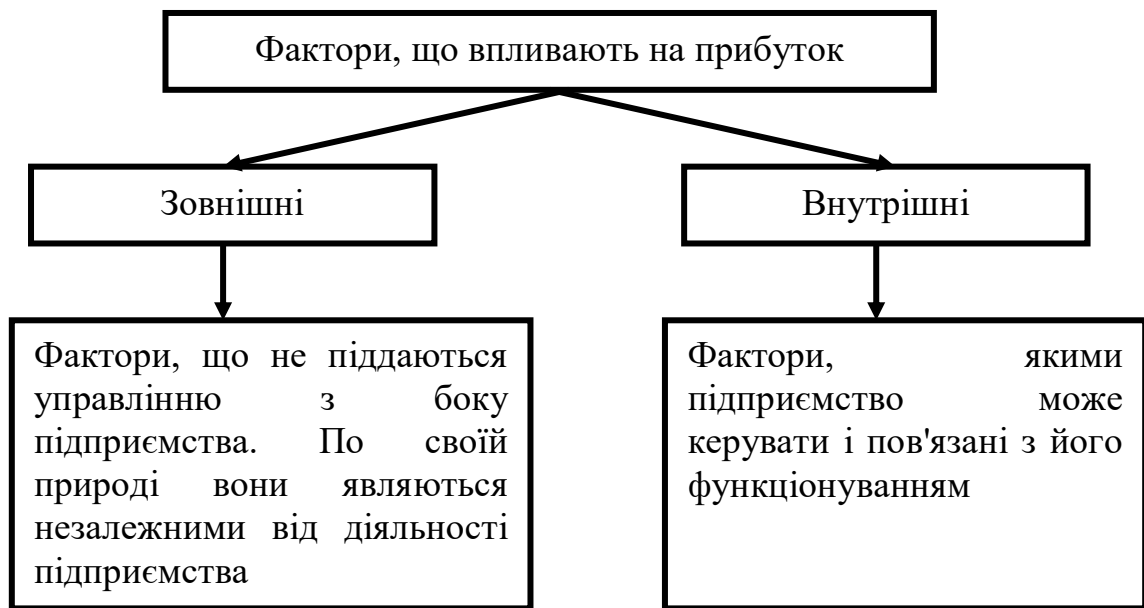 Фактори, що впливають на прибуток
Зовнішні
Внутрішні
Фактори, що не піддаються
управлінню з боку
підприємства. По своїй
природі вони являються
незалежними від діяльності
підприємства
Фактори, якими
підприємство може
керувати і пов'язані з його
функціонуванням